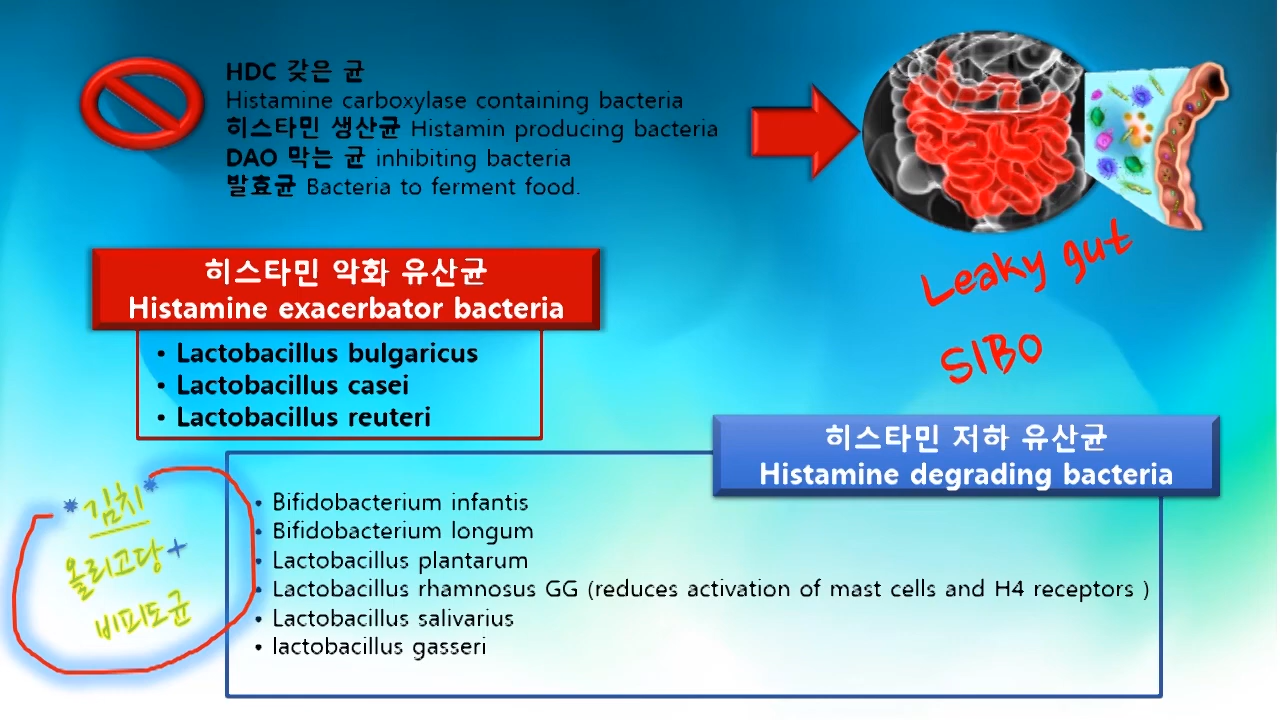 HDC 갖은 균
Histamine carboxylase containing bacteria
히스타민 생산균 Histamin producing bacteria
DAO 막는 균 inhibiting bacteria
발효균 Bacteria to ferment food.
Leaky gut
SIBO
히스타민 악화 유산균
Histamine exacerbator bacteria
• Lactobacillus bulgaricus
• Lactobacillus casei
• Lactobacillus reuteri
히스타민 저하 유산균
Histamine degrading bacteria
• Bifidobacterium infantis
• Bifidobacterium longum
• Lactobacillus plantarum
• Lactobacillus rhamnosus GG (reduces activation of mast cells and H4 receptors )
• Lactobacillus salivarius
• lactobacillus gasseri
*김치*
올리고당+
비피도균